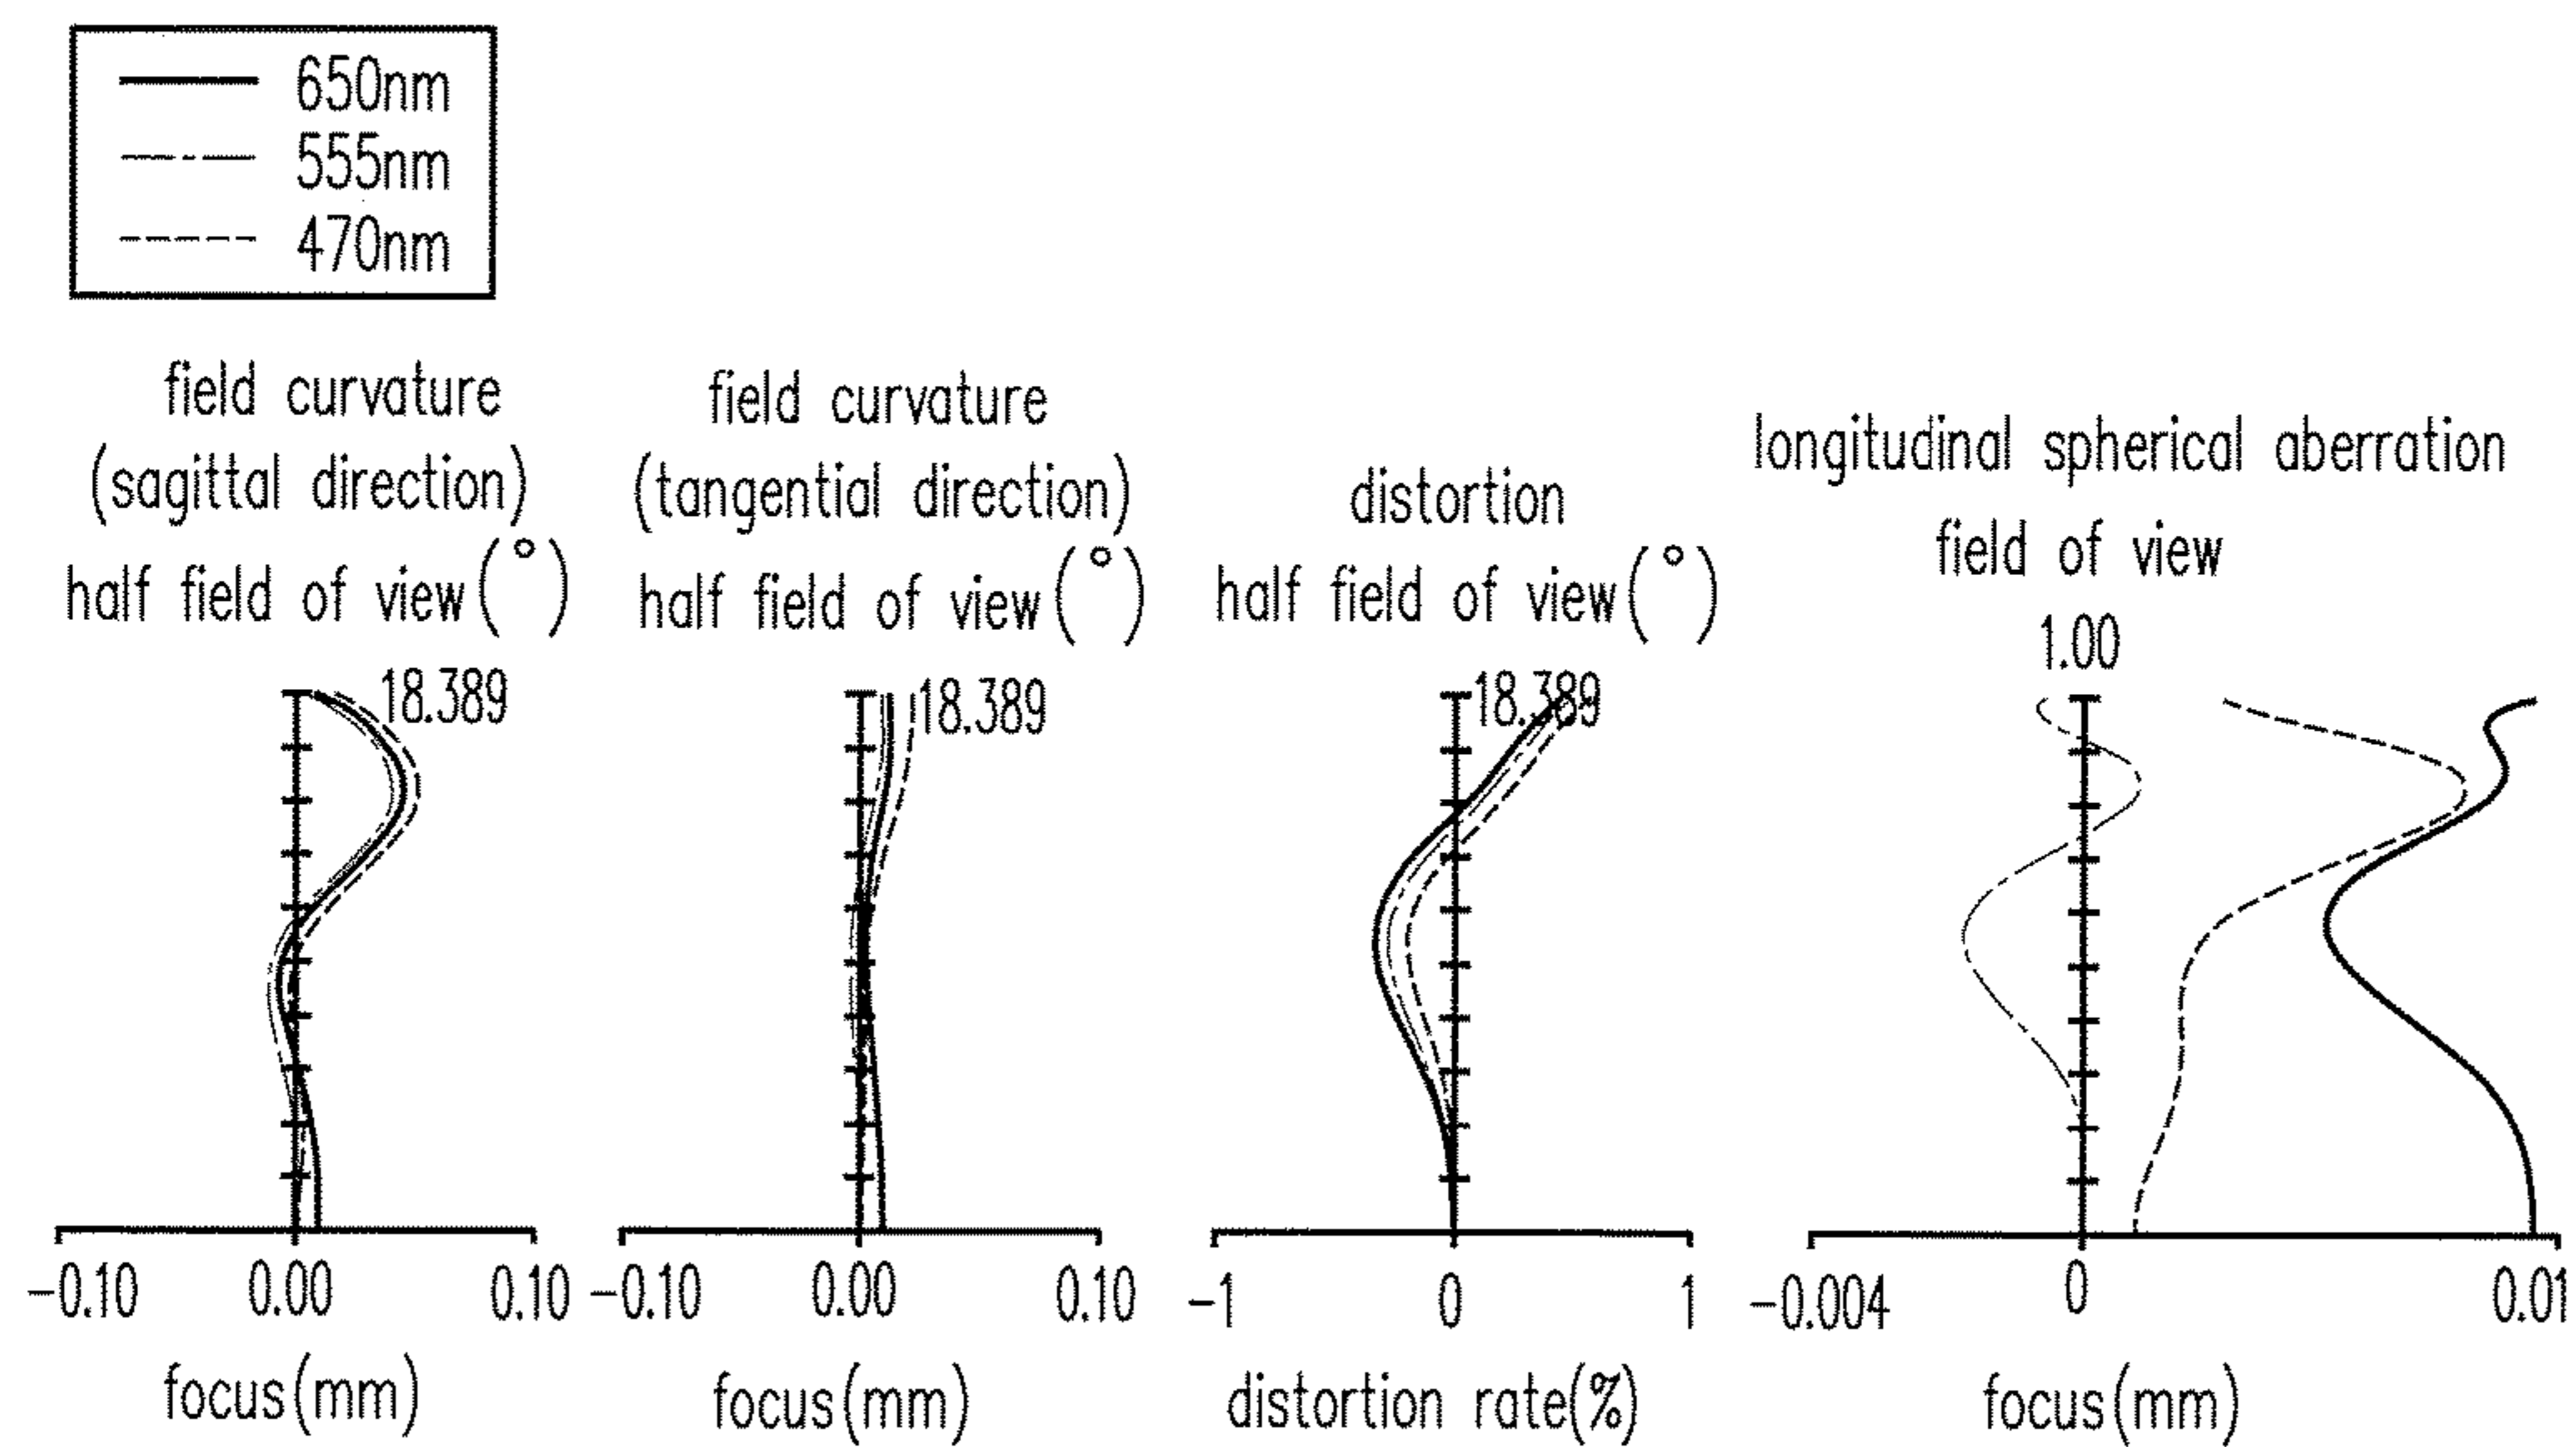 650nm
555nm
470nm
field curvature
(sagittal direction)
half field of view(°)
18.389
-0.10 0.00 0.10
focus(mm)
field curvature
(tangential direction)
half field of view(°)
18.389
-0.10 0.00 0.10
focus(mm)
distortion
half field of view(°)
18.389
-1 0 1
distortion rate(%)
longitudinal spherical aberration
field of view
1.00
-0.004 0 0.01
focus(mm)